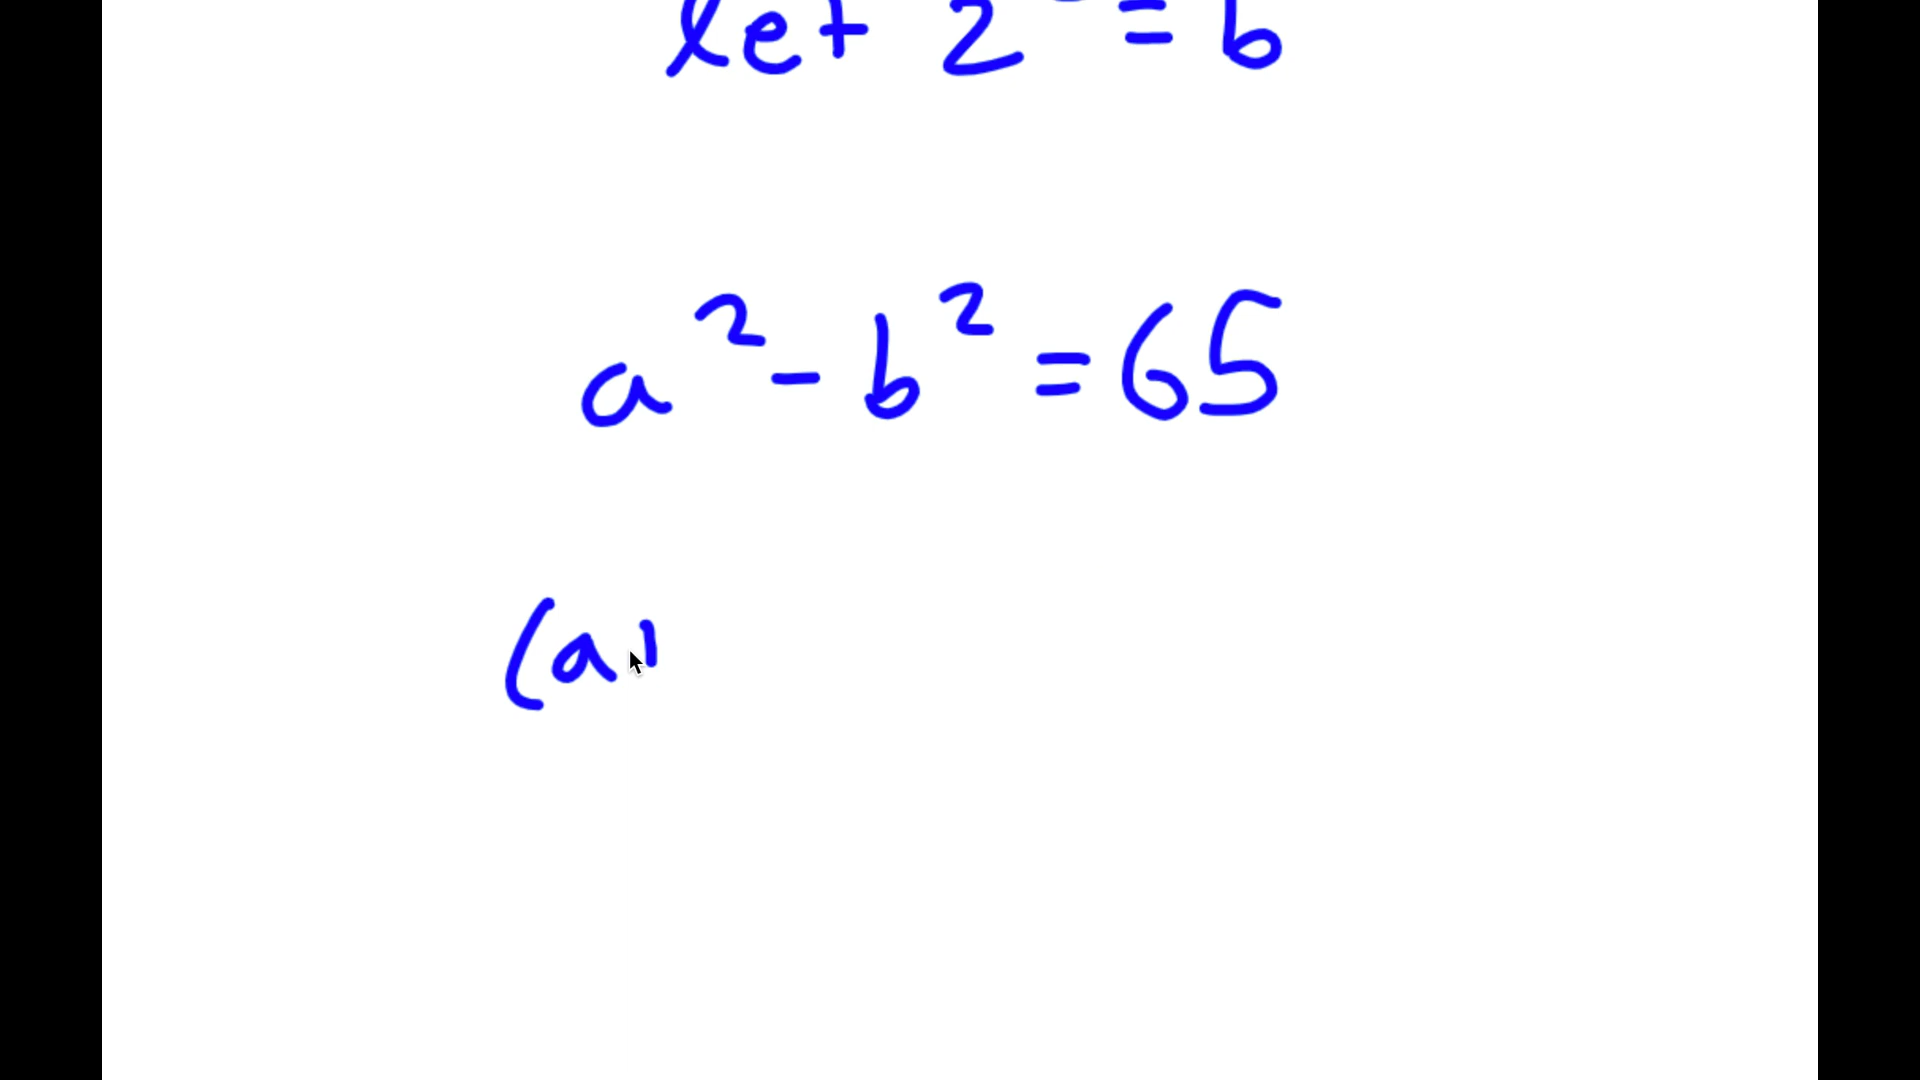 let 2 = b
a² - b² = 65
(a